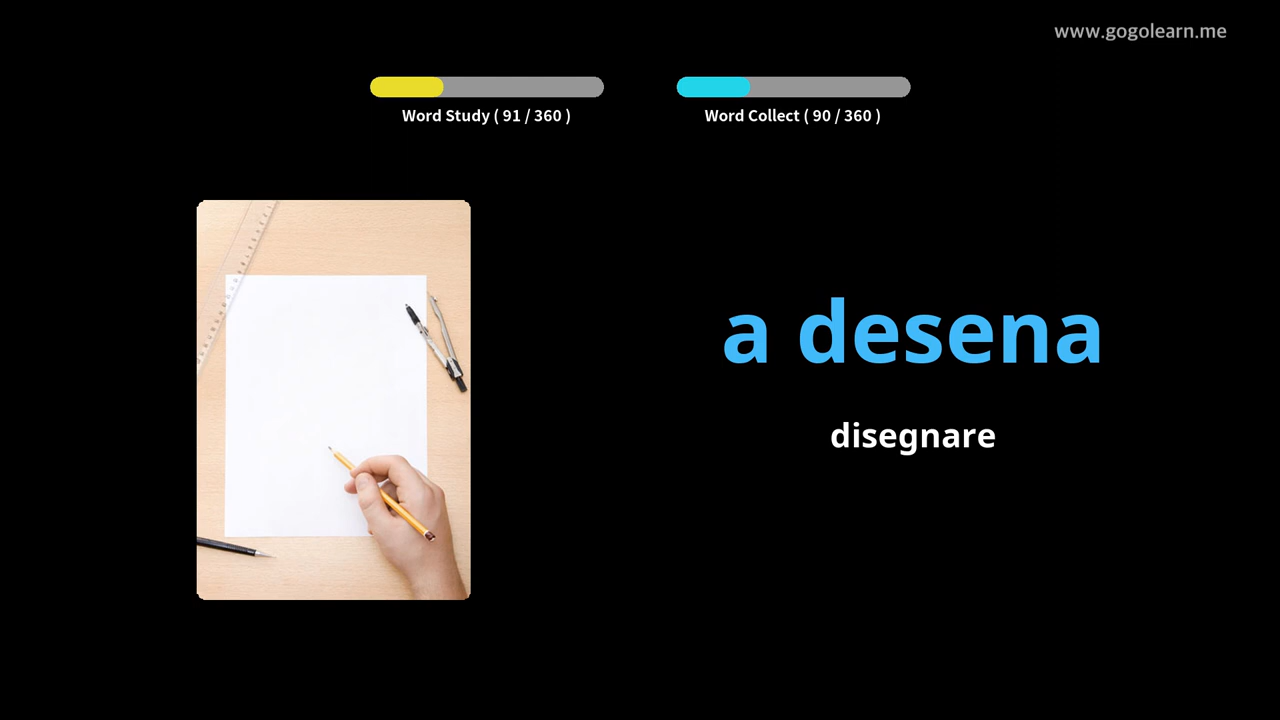 www.gogolearn.me
Word Study ( 91 / 360 )
Word Collect ( 90 / 360 )
a desena
disegnare